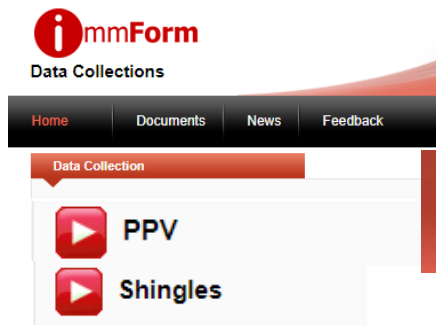 immForm
Data Collections
Home Documents News Feedback
Data Collection
PPV
Shingles